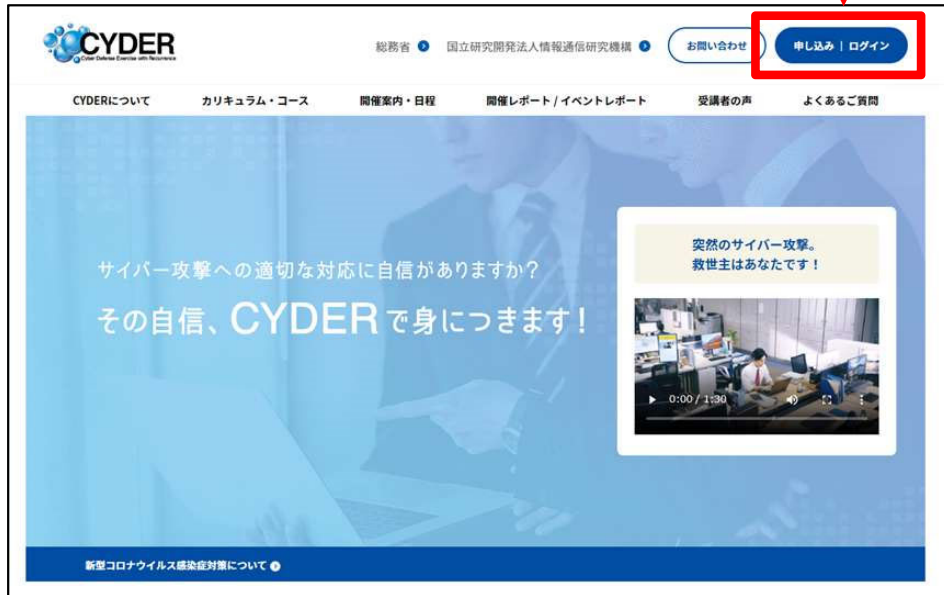 CYDER
Cyber Defense Exercise with Recurrence
総務省
国立研究開発法人情報通信研究機構
お問い合わせ
申し込み | ログイン
CYDERについて
カリキュラム・コース
開催案内・日程
開催レポート / イベントレポート
受講者の声
よくあるご質問
サイバー攻撃への適切な対応に自信がありますか?
その自信、CYDERで身につきます!
突然のサイバー攻撃。
救世主はあなたです!
0:00 / 1:30
新型コロナウイルス感染症対策について